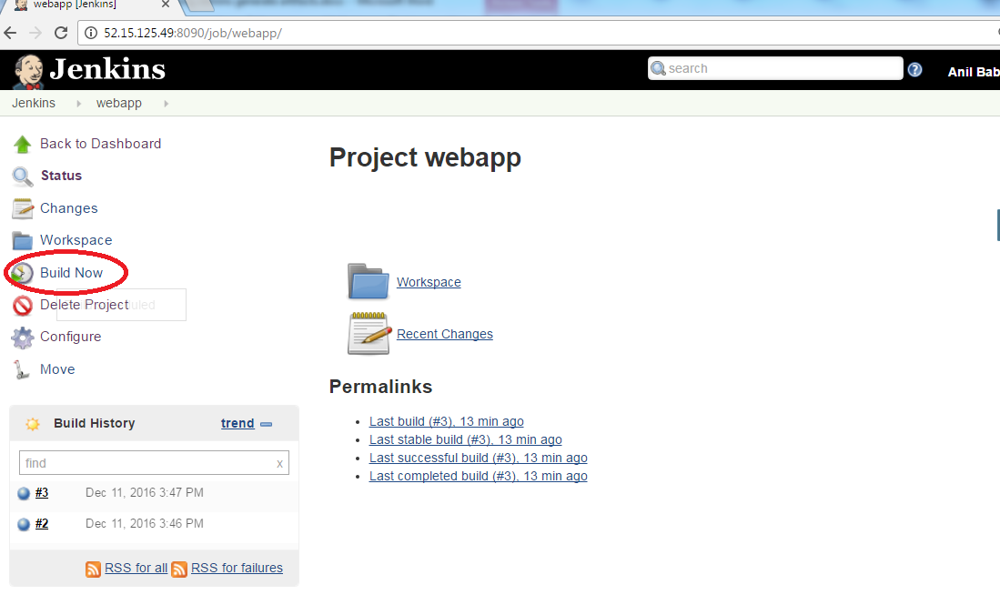 webapp [Jenkins]
52.15.125.49:8090/job/webapp/
Jenkins
search
Anil Bab
Jenkins
webapp
Back to Dashboard
Status
Changes
Workspace
Build Now
Delete Project
Configure
Move
Build History
trend
find
x
#3 Dec 11, 2016 3:47 PM
#2 Dec 11, 2016 3:46 PM
RSS for all
RSS for failures
Project webapp
Workspace
Recent Changes
Permalinks
Last build (#3), 13 min ago
Last stable build (#3), 13 min ago
Last successful build (#3), 13 min ago
Last completed build (#3), 13 min ago